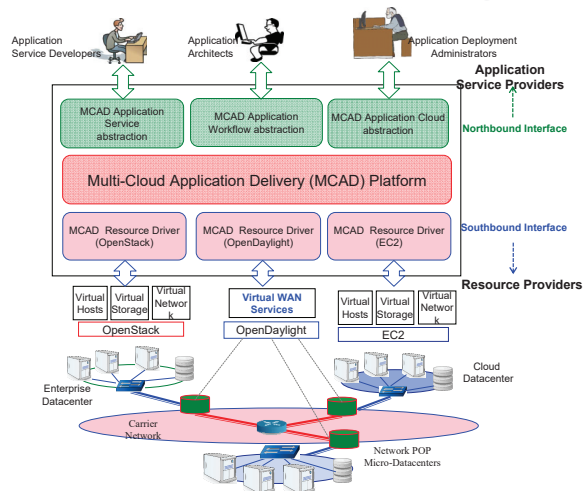 Application
Service Developers
Application
Architects
Application Deployment
Administrators
Application
Service Providers
MCAD Application
Service
abstraction
MCAD Application
Workflow abstraction
MCAD Application Cloud
abstraction
Northbound Interface
Multi-Cloud Application Delivery (MCAD) Platform
MCAD Resource Driver
(OpenStack)
MCAD Resource Driver
(OpenDaylight)
MCAD Resource Driver
(EC2)
Southbound Interface
Resource Providers
Virtual
Hosts
Virtual
Storage
Virtual
Networ
k
OpenStack
Virtual WAN
Services
OpenDaylight
Virtual
Hosts
Virtual
Storage
Virtual
Networ
k
EC2
Enterprise
Datacenter
Cloud
Datacenter
Carrier
Network
Network POP
Micro-Datacenters